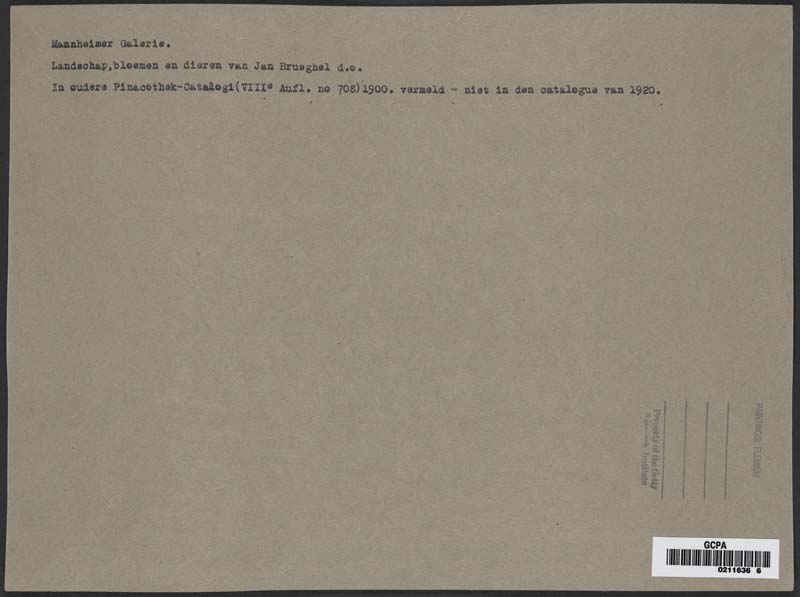 Mannheimer Galerie.
Landschap,bloemen en dieren van Jan Brueghel d.o.
In oudere Pinacothek-Catalogi(VIIIe Aufl. no 708)1900. vermeld - niet in den catalogus van 1920.
PAINTINGS: FLEMISH
Property of the Getty
Research Institute
GCPA
0211636 6